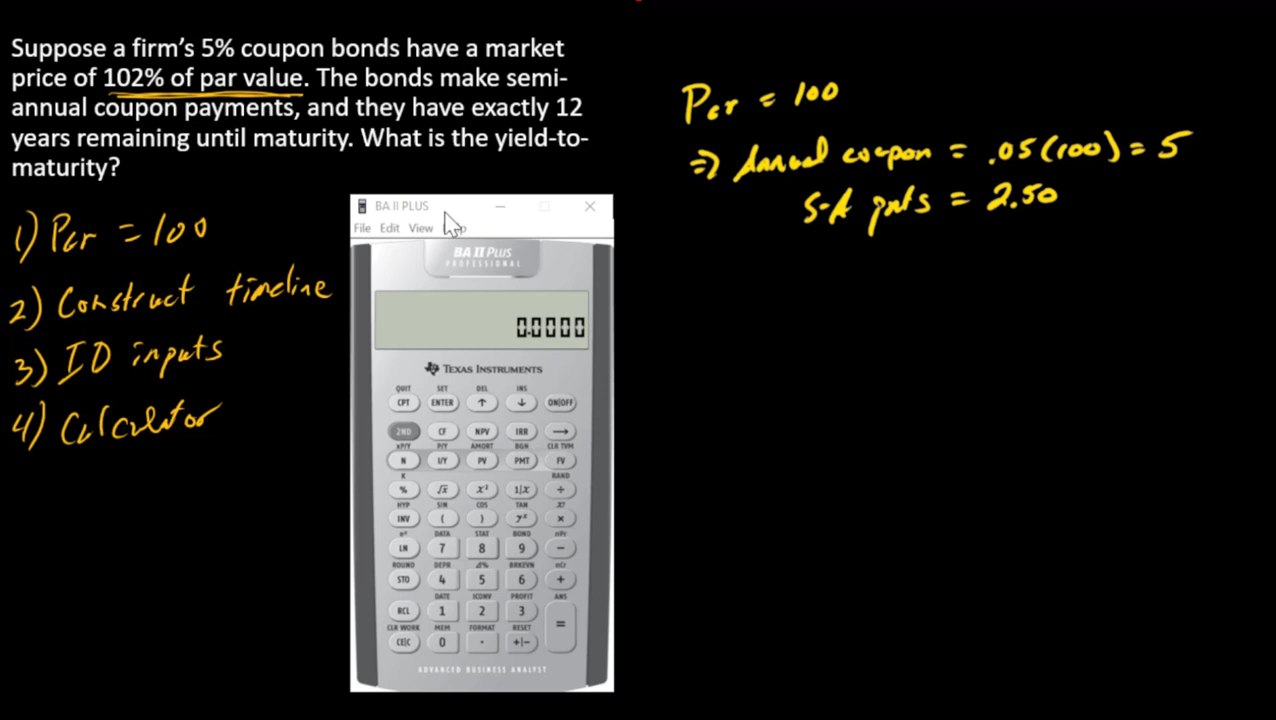 Suppose a firm's 5% coupon bonds have a market
price of 102% of par value. The bonds make semi-
annual coupon payments, and they have exactly 12
years remaining until maturity. What is the yield-to-
maturity?
1) Par = 100
2) Construct timeline
3) ID inputs
4) Calculator
Par = 100
=> Annual coupon = .05(100) = 5
S-A pmts = 2.50
BA II PLUS
File Edit View
BA II PLUS
PROFESSIONAL
0.0000
TEXAS INSTRUMENTS
QUIT SET DEL INS
CPT ENTER ↑ ↓ ON|OFF
2ND CF NPV IRR →
xP/Y P/Y AMORT BGN CLR TVM
N I/Y PV PMT FV
K RAND
% √x x² 1/x ÷
HYP SIN COS TAN x!
INV ( ) yˣ ×
eˣ DATA STAT BOND nPr
LN 7 8 9 −
ROUND DEPR Δ% BRKEVN nCr
STO 4 5 6 +
DATE ICONV PROFIT ANS
RCL 1 2 3 =
CLR WORK MEM FORMAT RESET
CE|C 0 . +|−
ADVANCED BUSINESS ANALYST